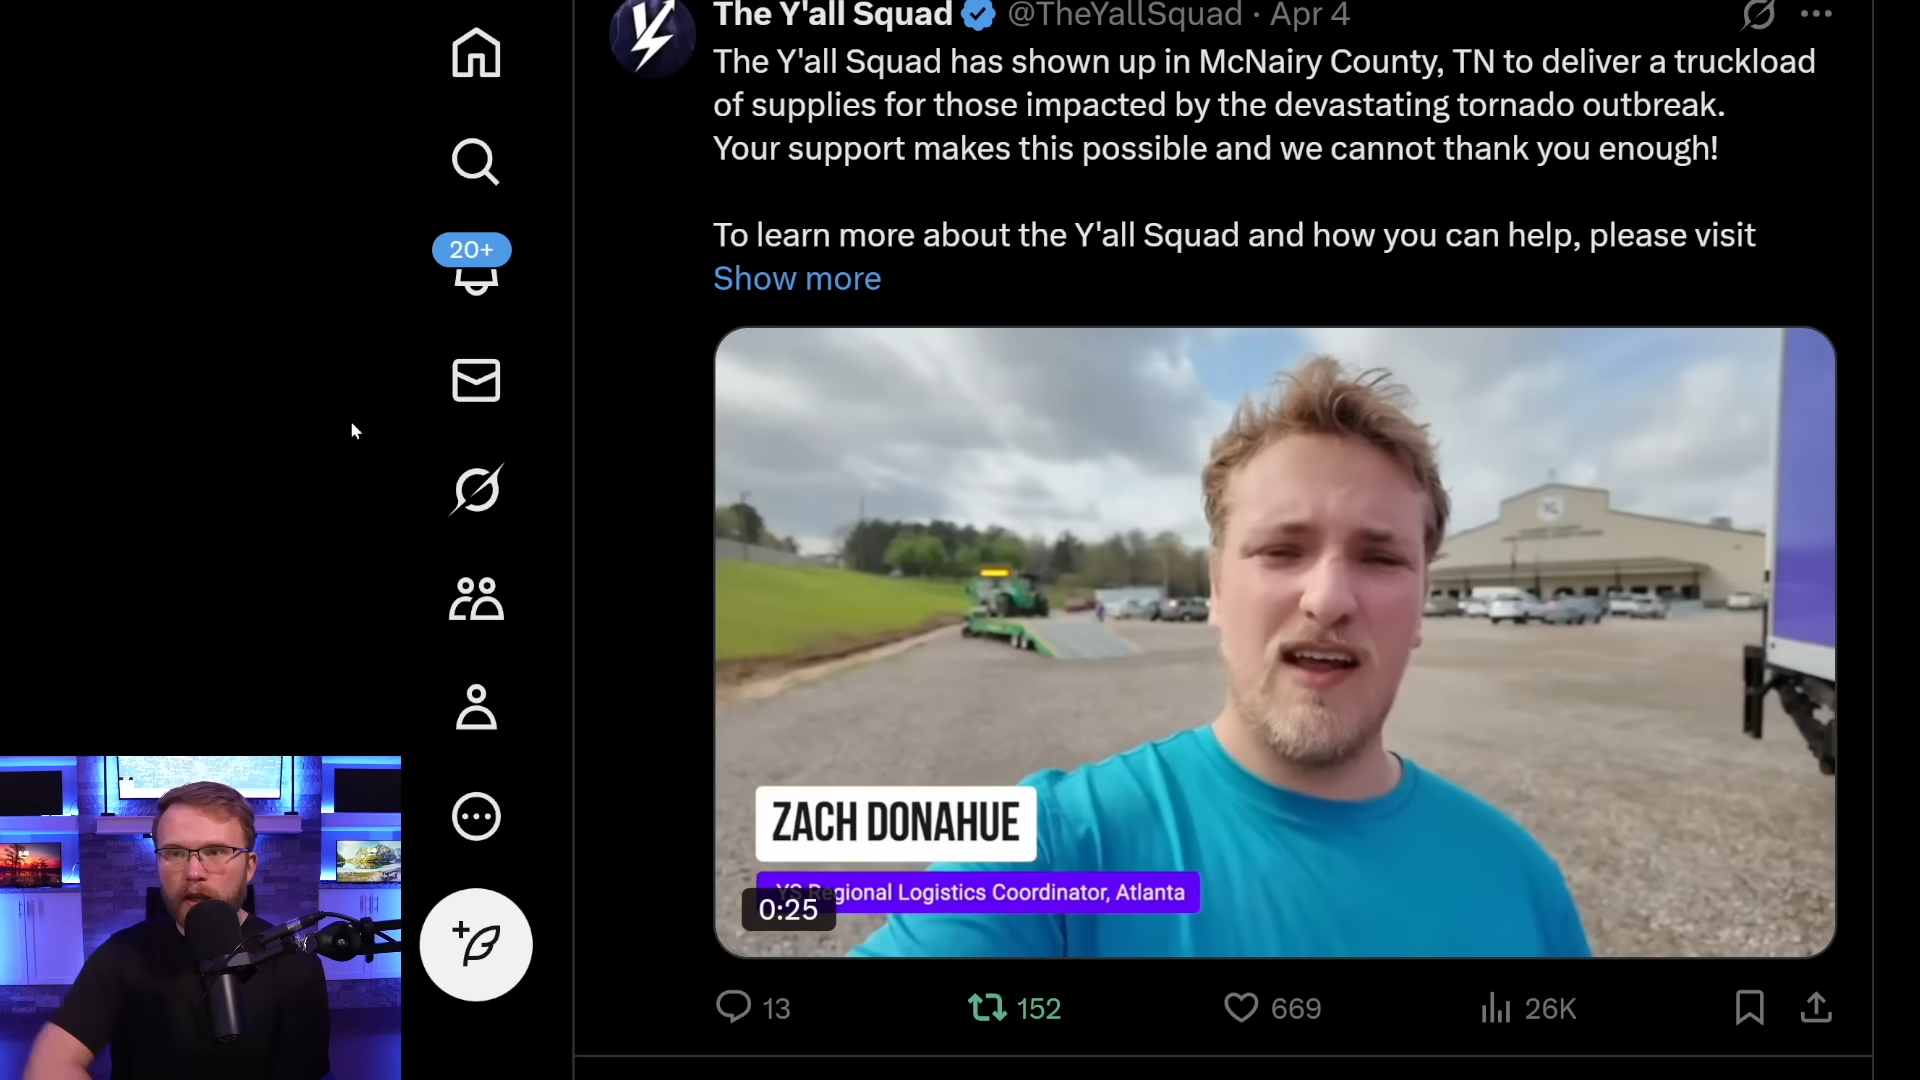 The Y'all Squad @TheYallSquad · Apr 4
The Y'all Squad has shown up in McNairy County, TN to deliver a truckload
of supplies for those impacted by the devastating tornado outbreak.
Your support makes this possible and we cannot thank you enough!
To learn more about the Y'all Squad and how you can help, please visit
Show more
20+
ZACH DONAHUE
YS Regional Logistics Coordinator, Atlanta
0:25
13 152 669 26K